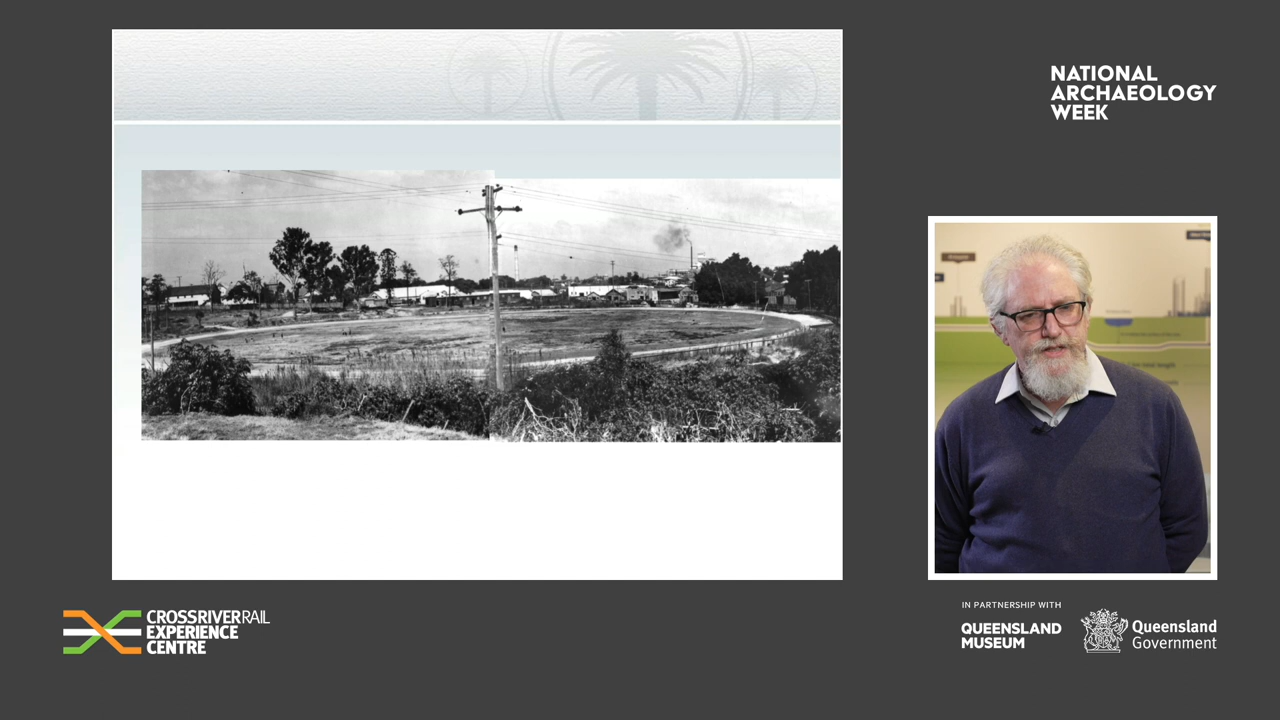 NATIONAL
ARCHAEOLOGY
WEEK
CROSSRIVERRAIL
EXPERIENCE
CENTRE
IN PARTNERSHIP WITH
QUEENSLAND
MUSEUM
Queensland
Government